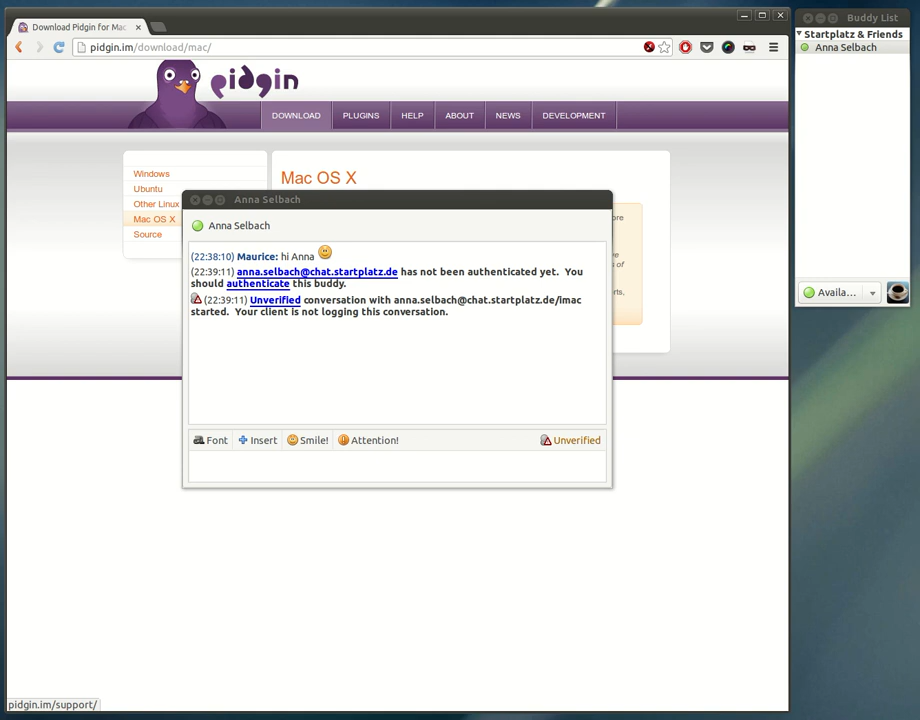 Download Pidgin for Mac
pidgin.im/download/mac/
pidgin
DOWNLOAD
PLUGINS
HELP
ABOUT
NEWS
DEVELOPMENT
Windows
Ubuntu
Other Linux
Mac OS X
Source
Mac OS X
ore
ve
s of
rts,
Anna Selbach
Anna Selbach
(22:38:10) Maurice: hi Anna
(22:39:11) anna.selbach@chat.startplatz.de has not been authenticated yet. You
should authenticate this buddy.
(22:39:11) Unverified conversation with anna.selbach@chat.startplatz.de/imac
started. Your client is not logging this conversation.
Font
Insert
Smile!
Attention!
Unverified
pidgin.im/support/
Buddy List
Startplatz & Friends
Anna Selbach
Availa...